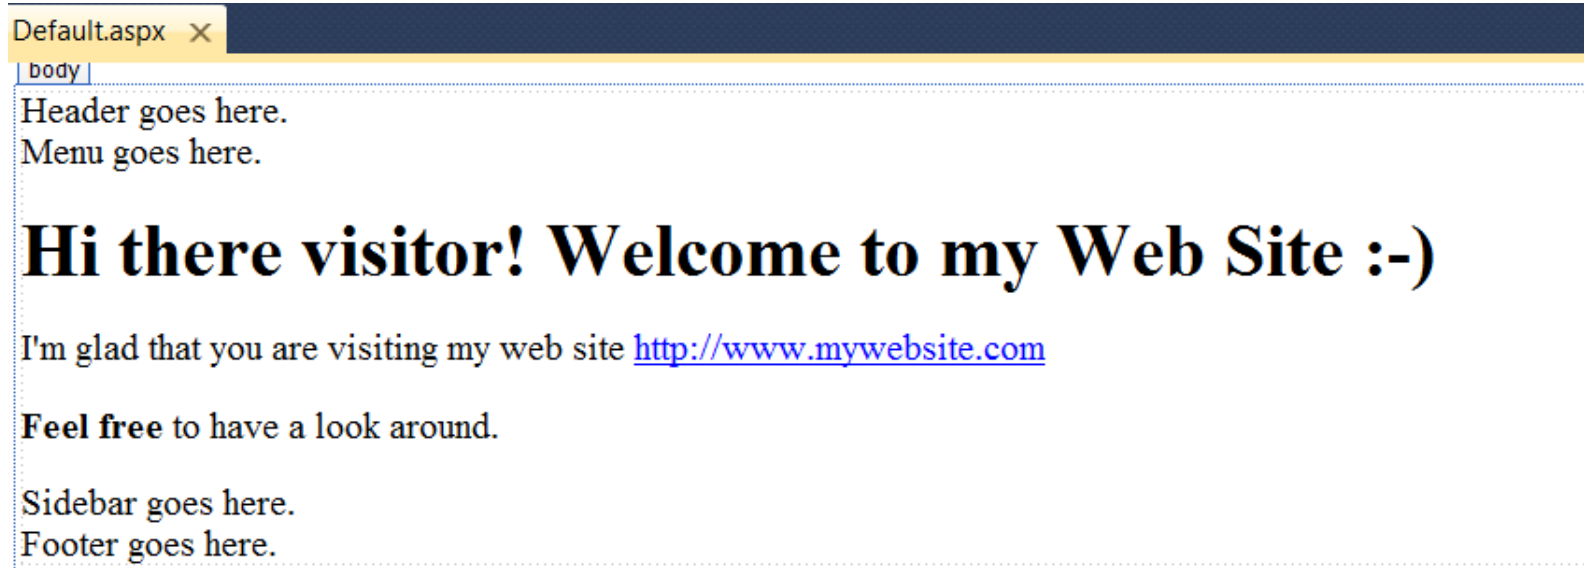 Default.aspx
body
Header goes here.
Menu goes here.
Hi there visitor! Welcome to my Web Site :-)
I'm glad that you are visiting my web site http://www.mywebsite.com
Feel free to have a look around.
Sidebar goes here.
Footer goes here.